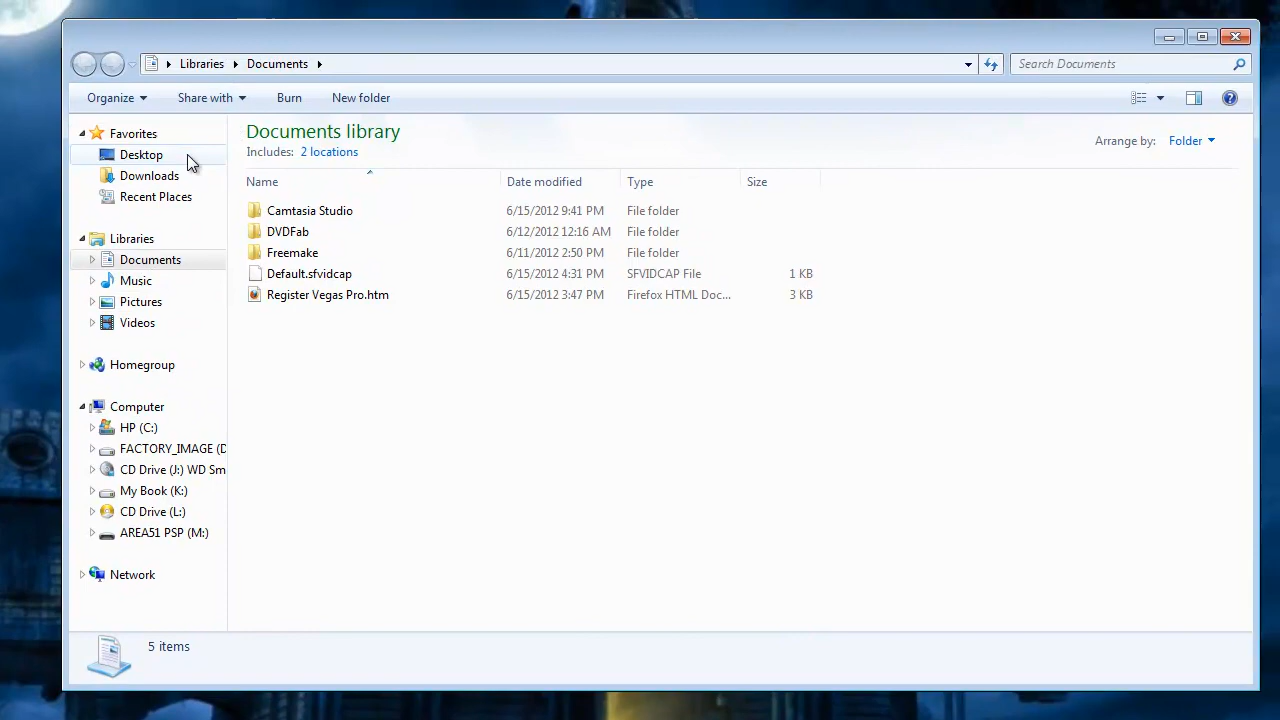 Libraries Documents
Search Documents
Organize Share with Burn New folder
Favorites
Desktop
Downloads
Recent Places
Libraries
Documents
Music
Pictures
Videos
Homegroup
Computer
HP (C:)
FACTORY_IMAGE (D
CD Drive (J:) WD Sm
My Book (K:)
CD Drive (L:)
AREA51 PSP (M:)
Network
Documents library
Includes: 2 locations
Arrange by: Folder
Name Date modified Type Size
Camtasia Studio 6/15/2012 9:41 PM File folder
DVDFab 6/12/2012 12:16 AM File folder
Freemake 6/11/2012 2:50 PM File folder
Default.sfvidcap 6/15/2012 4:31 PM SFVIDCAP File 1 KB
Register Vegas Pro.htm 6/15/2012 3:47 PM Firefox HTML Doc... 3 KB
5 items